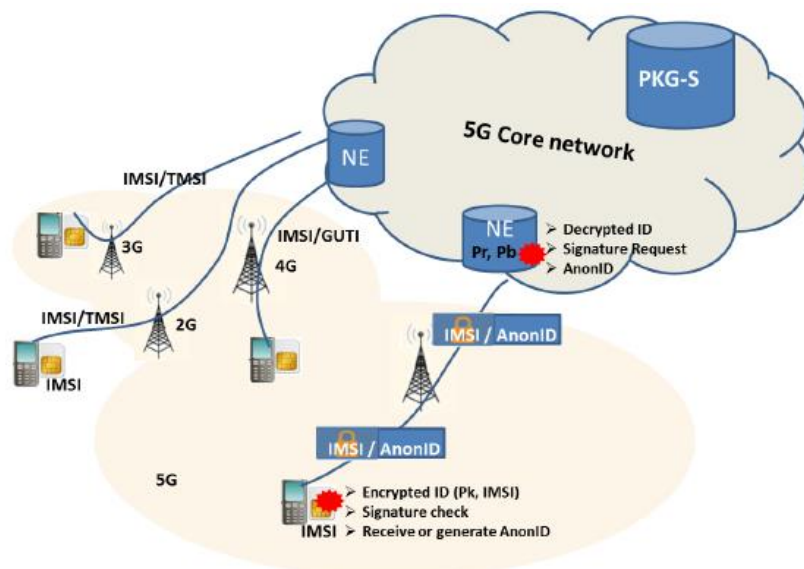 PKG-S
5G Core network
NE
IMSI/TMSI
3G
IMSI/GUTI
4G
NE
Pr, Pb
➢ Decrypted ID
➢ Signature Request
➢ AnonID
IMSI/TMSI
2G
IMSI
IMSI / AnonID
IMSI / AnonID
5G
IMSI
➢ Encrypted ID (Pk, IMSI)
➢ Signature check
➢ Receive or generate AnonID